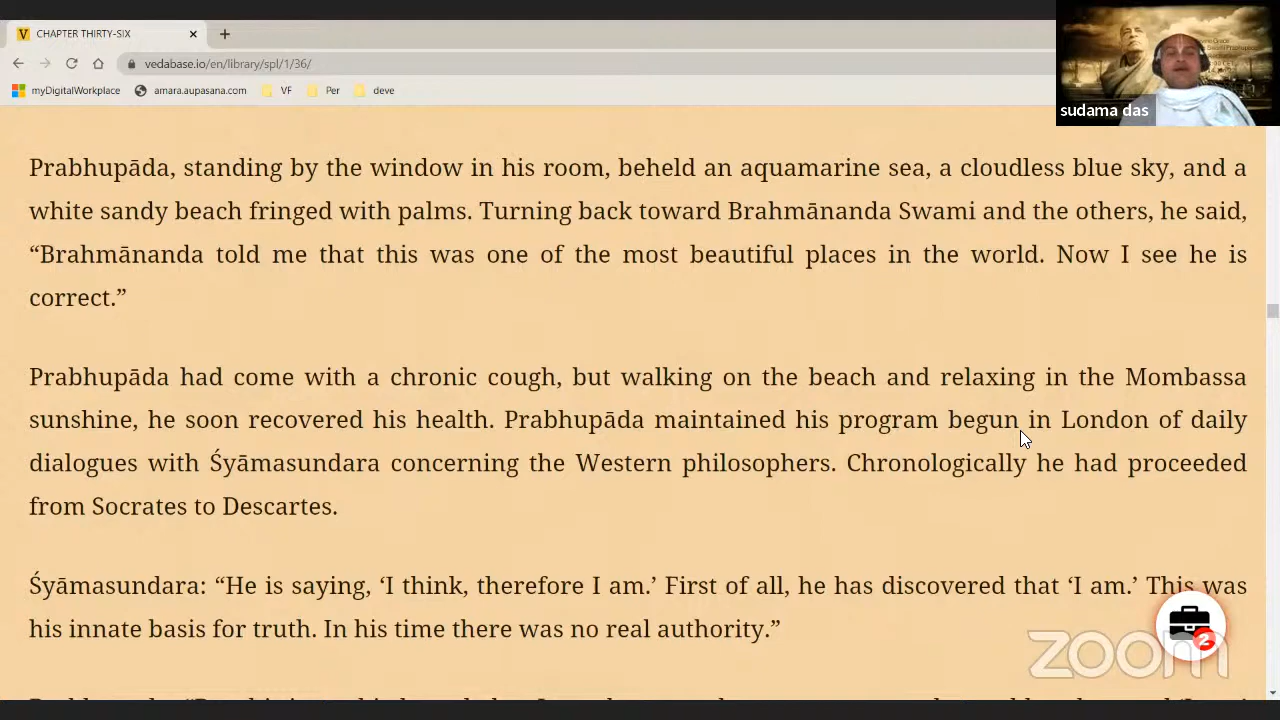 CHAPTER THIRTY-SIX
vedabase.io/en/library/spl/1/36/
myDigitalWorkplace amara.aupasana.com VF Per deve
sudama das
Prabhupāda, standing by the window in his room, beheld an aquamarine sea, a cloudless blue sky, and a
white sandy beach fringed with palms. Turning back toward Brahmānanda Swami and the others, he said,
“Brahmānanda told me that this was one of the most beautiful places in the world. Now I see he is
correct.”
Prabhupāda had come with a chronic cough, but walking on the beach and relaxing in the Mombassa
sunshine, he soon recovered his health. Prabhupāda maintained his program begun in London of daily
dialogues with Śyāmasundara concerning the Western philosophers. Chronologically he had proceeded
from Socrates to Descartes.
Śyāmasundara: “He is saying, ‘I think, therefore I am.’ First of all, he has discovered that ‘I am.’ This was
his innate basis for truth. In his time there was no real authority.”
2
zoom